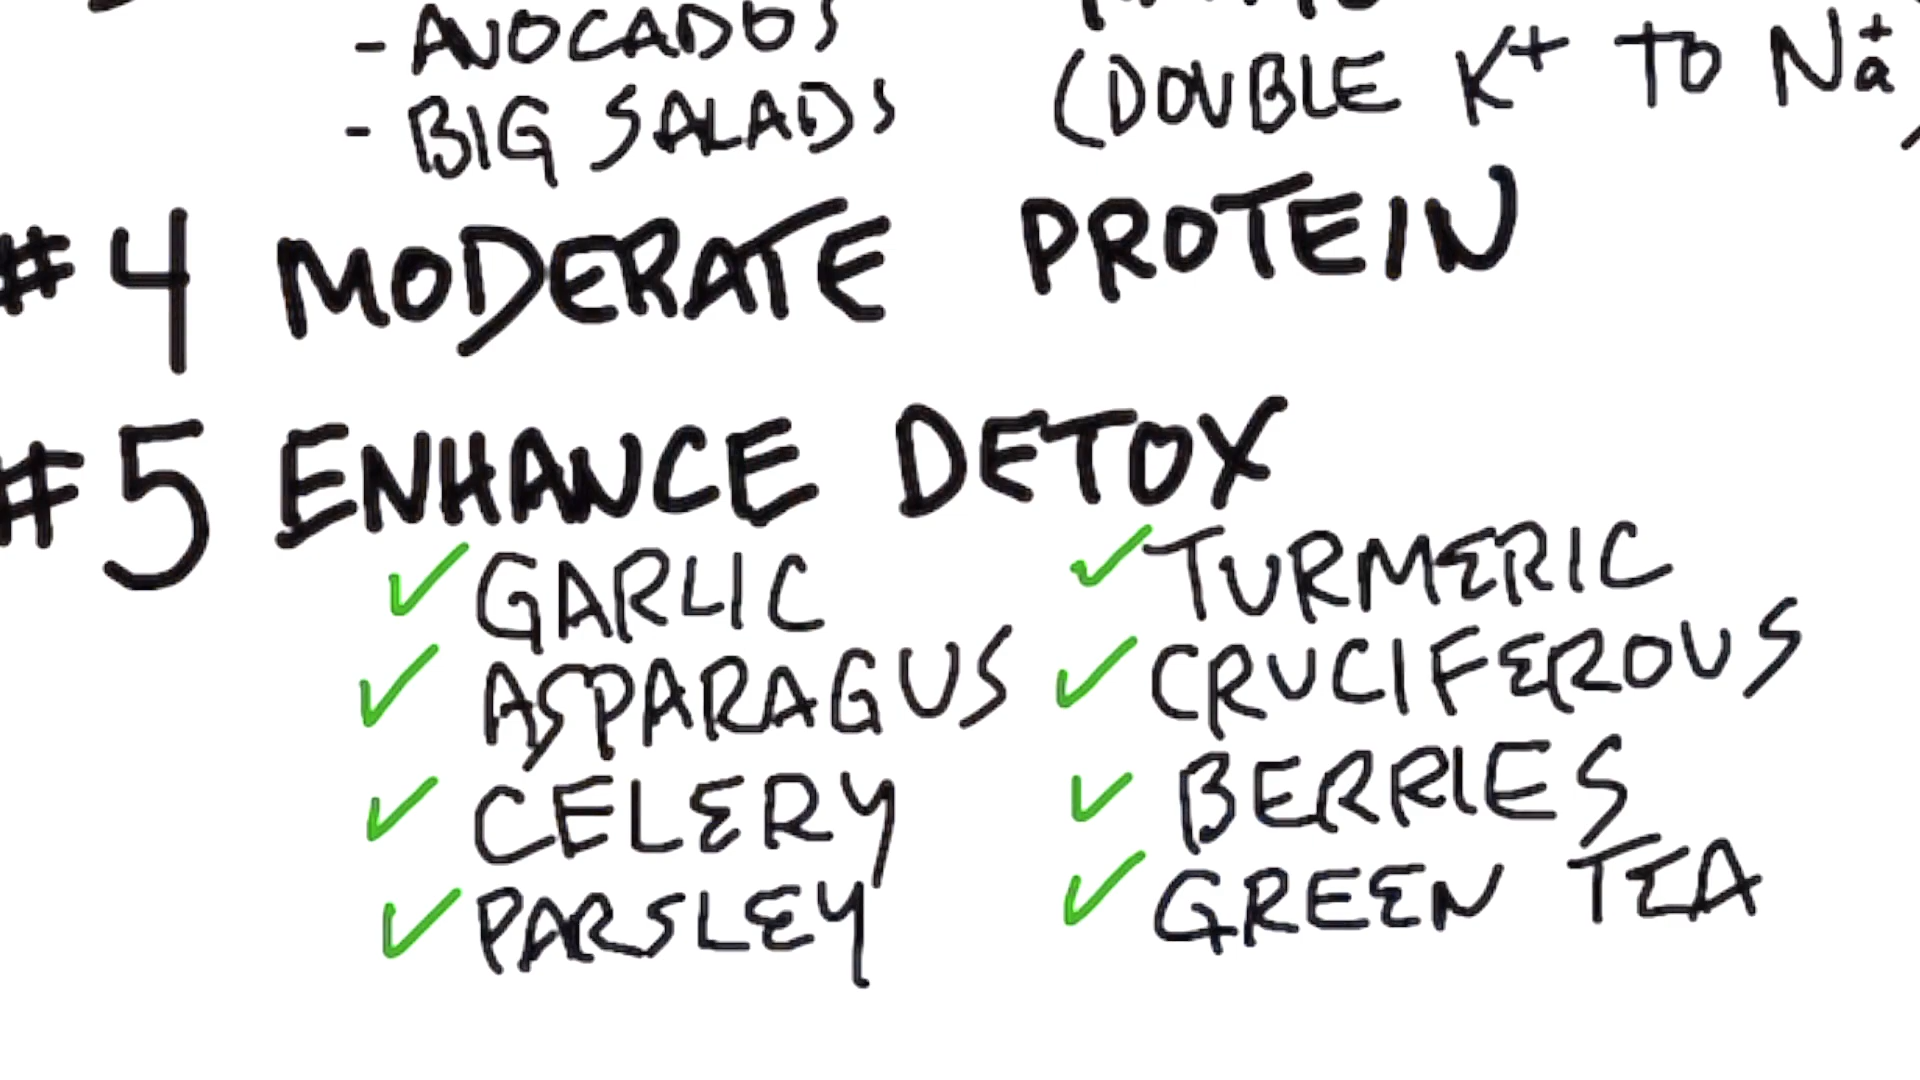 - AVOCADOS
- BIG SALADS
(DOUBLE K+ TO Na+)
#4 MODERATE PROTEIN
#5 ENHANCE DETOX
✓ GARLIC
✓ ASPARAGUS
✓ CELERY
✓ PARSLEY
✓ TURMERIC
✓ CRUCIFEROUS
✓ BERRIES
✓ GREEN TEA